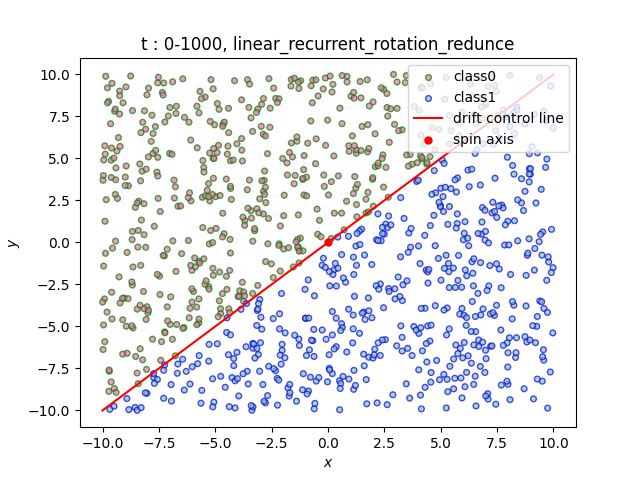 t : 0-1000, linear_recurrent_rotation_redunce
class0
class1
drift control line
spin axis
10.0
7.5
5.0
2.5
0.0
−2.5
−5.0
−7.5
−10.0
y
−10.0 −7.5 −5.0 −2.5 0.0 2.5 5.0 7.5 10.0
x